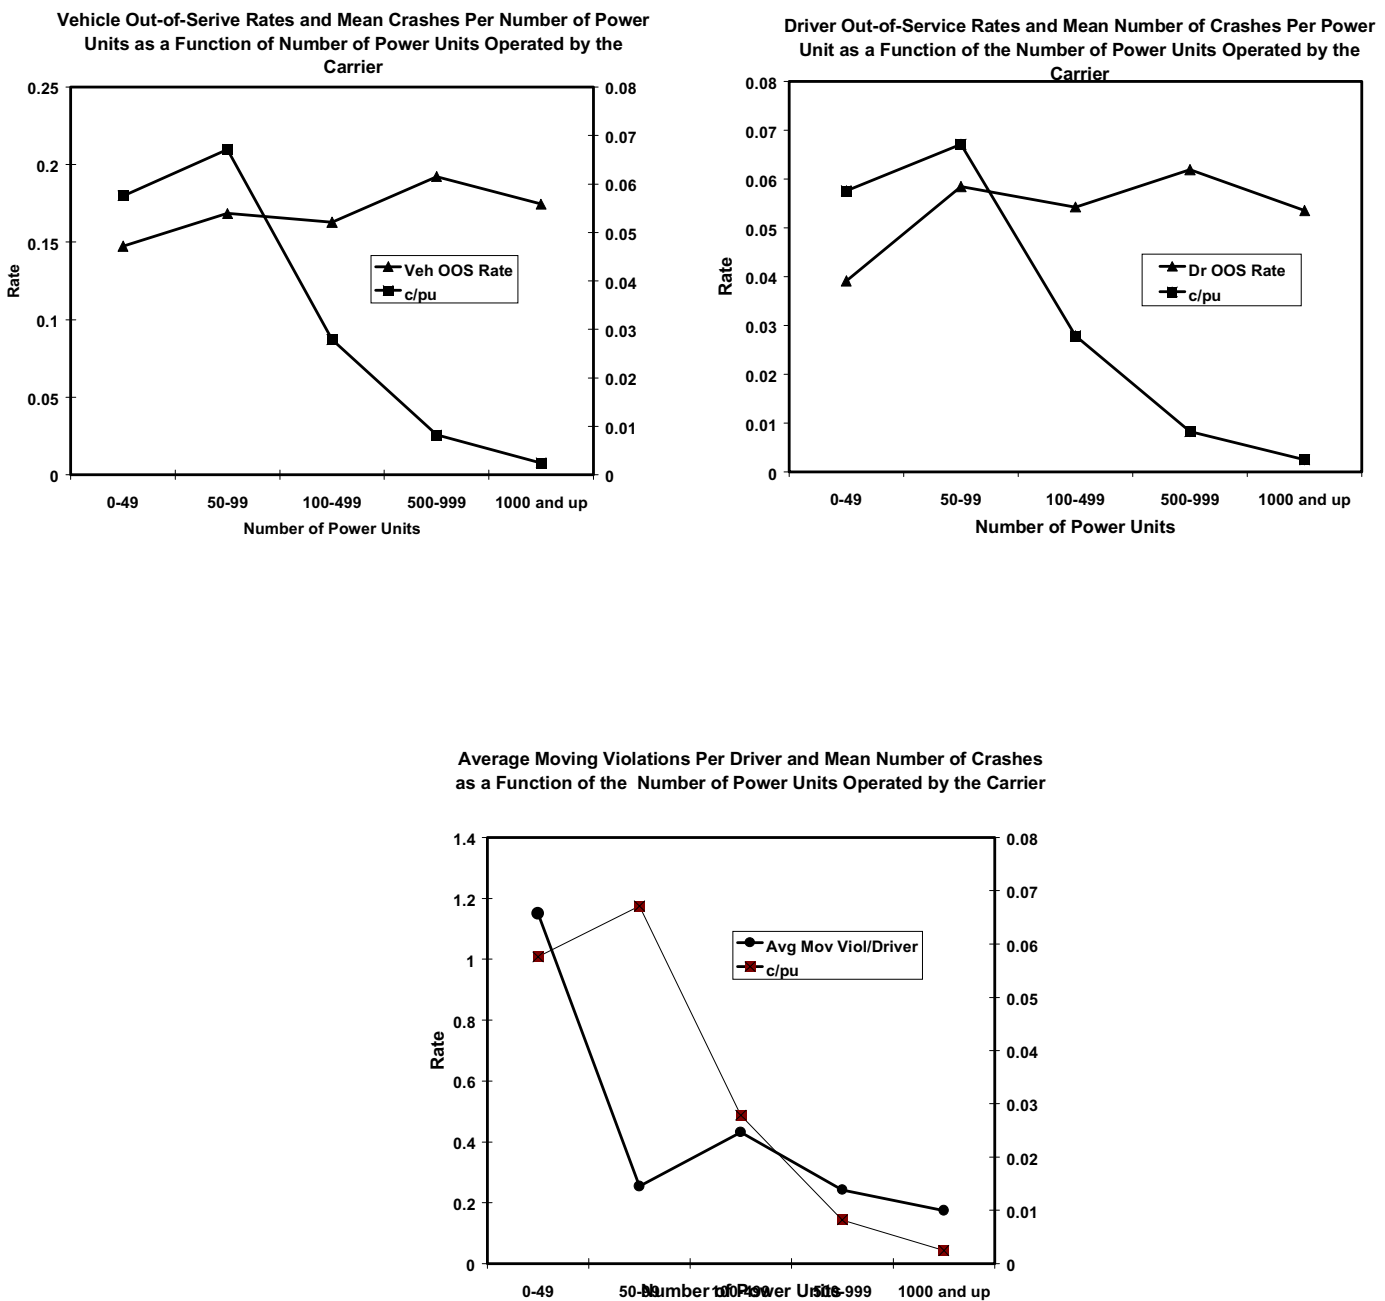 Vehicle Out-of-Serive Rates and Mean Crashes Per Number of Power
Units as a Function of Number of Power Units Operated by the
Carrier
0.25
0.2
0.15
0.1
0.05
0
Rate
0.08
0.07
0.06
0.05
0.04
0.03
0.02
0.01
0
Veh OOS Rate
c/pu
0-49 50-99 100-499 500-999 1000 and up
Number of Power Units
Driver Out-of-Service Rates and Mean Number of Crashes Per Power
Unit as a Function of the Number of Power Units Operated by the
Carrier
0.08
0.07
0.06
0.05
0.04
0.03
0.02
0.01
0
Rate
Dr OOS Rate
c/pu
0-49 50-99 100-499 500-999 1000 and up
Number of Power Units
Average Moving Violations Per Driver and Mean Number of Crashes
as a Function of the Number of Power Units Operated by the Carrier
1.4
1.2
1
0.8
0.6
0.4
0.2
0
Rate
0.08
0.07
0.06
0.05
0.04
0.03
0.02
0.01
0
Avg Mov Viol/Driver
c/pu
0-49 50-99 100-499 500-999 1000 and up
Number of Power Units